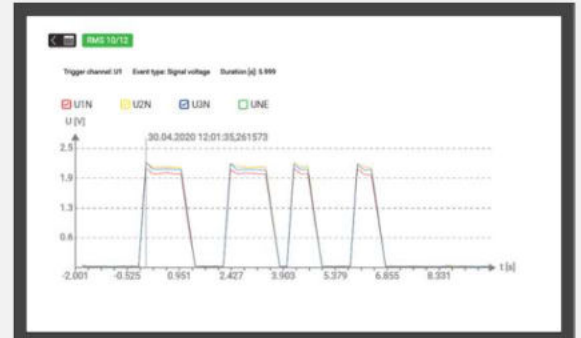 RMS 10/12
Trigger channel: U1 Event type: Signal voltage Duration [s]: 5.999
U1N U2N U3N UNE
U [V]
30.04.2020 12:01:35,261573
2.5
1.9
1.3
0.6
-2.001 -0.525 0.951 2.427 3.903 5.379 6.855 8.331 t [s]